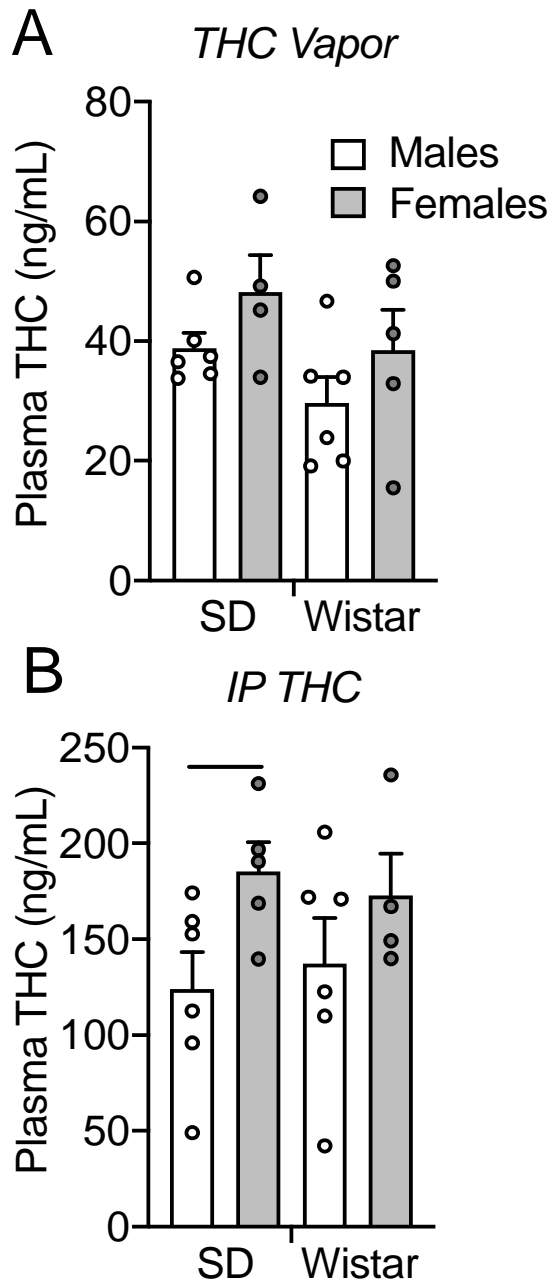 A
THC Vapor
Plasma THC (ng/mL)
80
60
40
20
0
Males
Females
SD
Wistar
B
IP THC
Plasma THC (ng/mL)
250
200
150
100
50
0
SD
Wistar